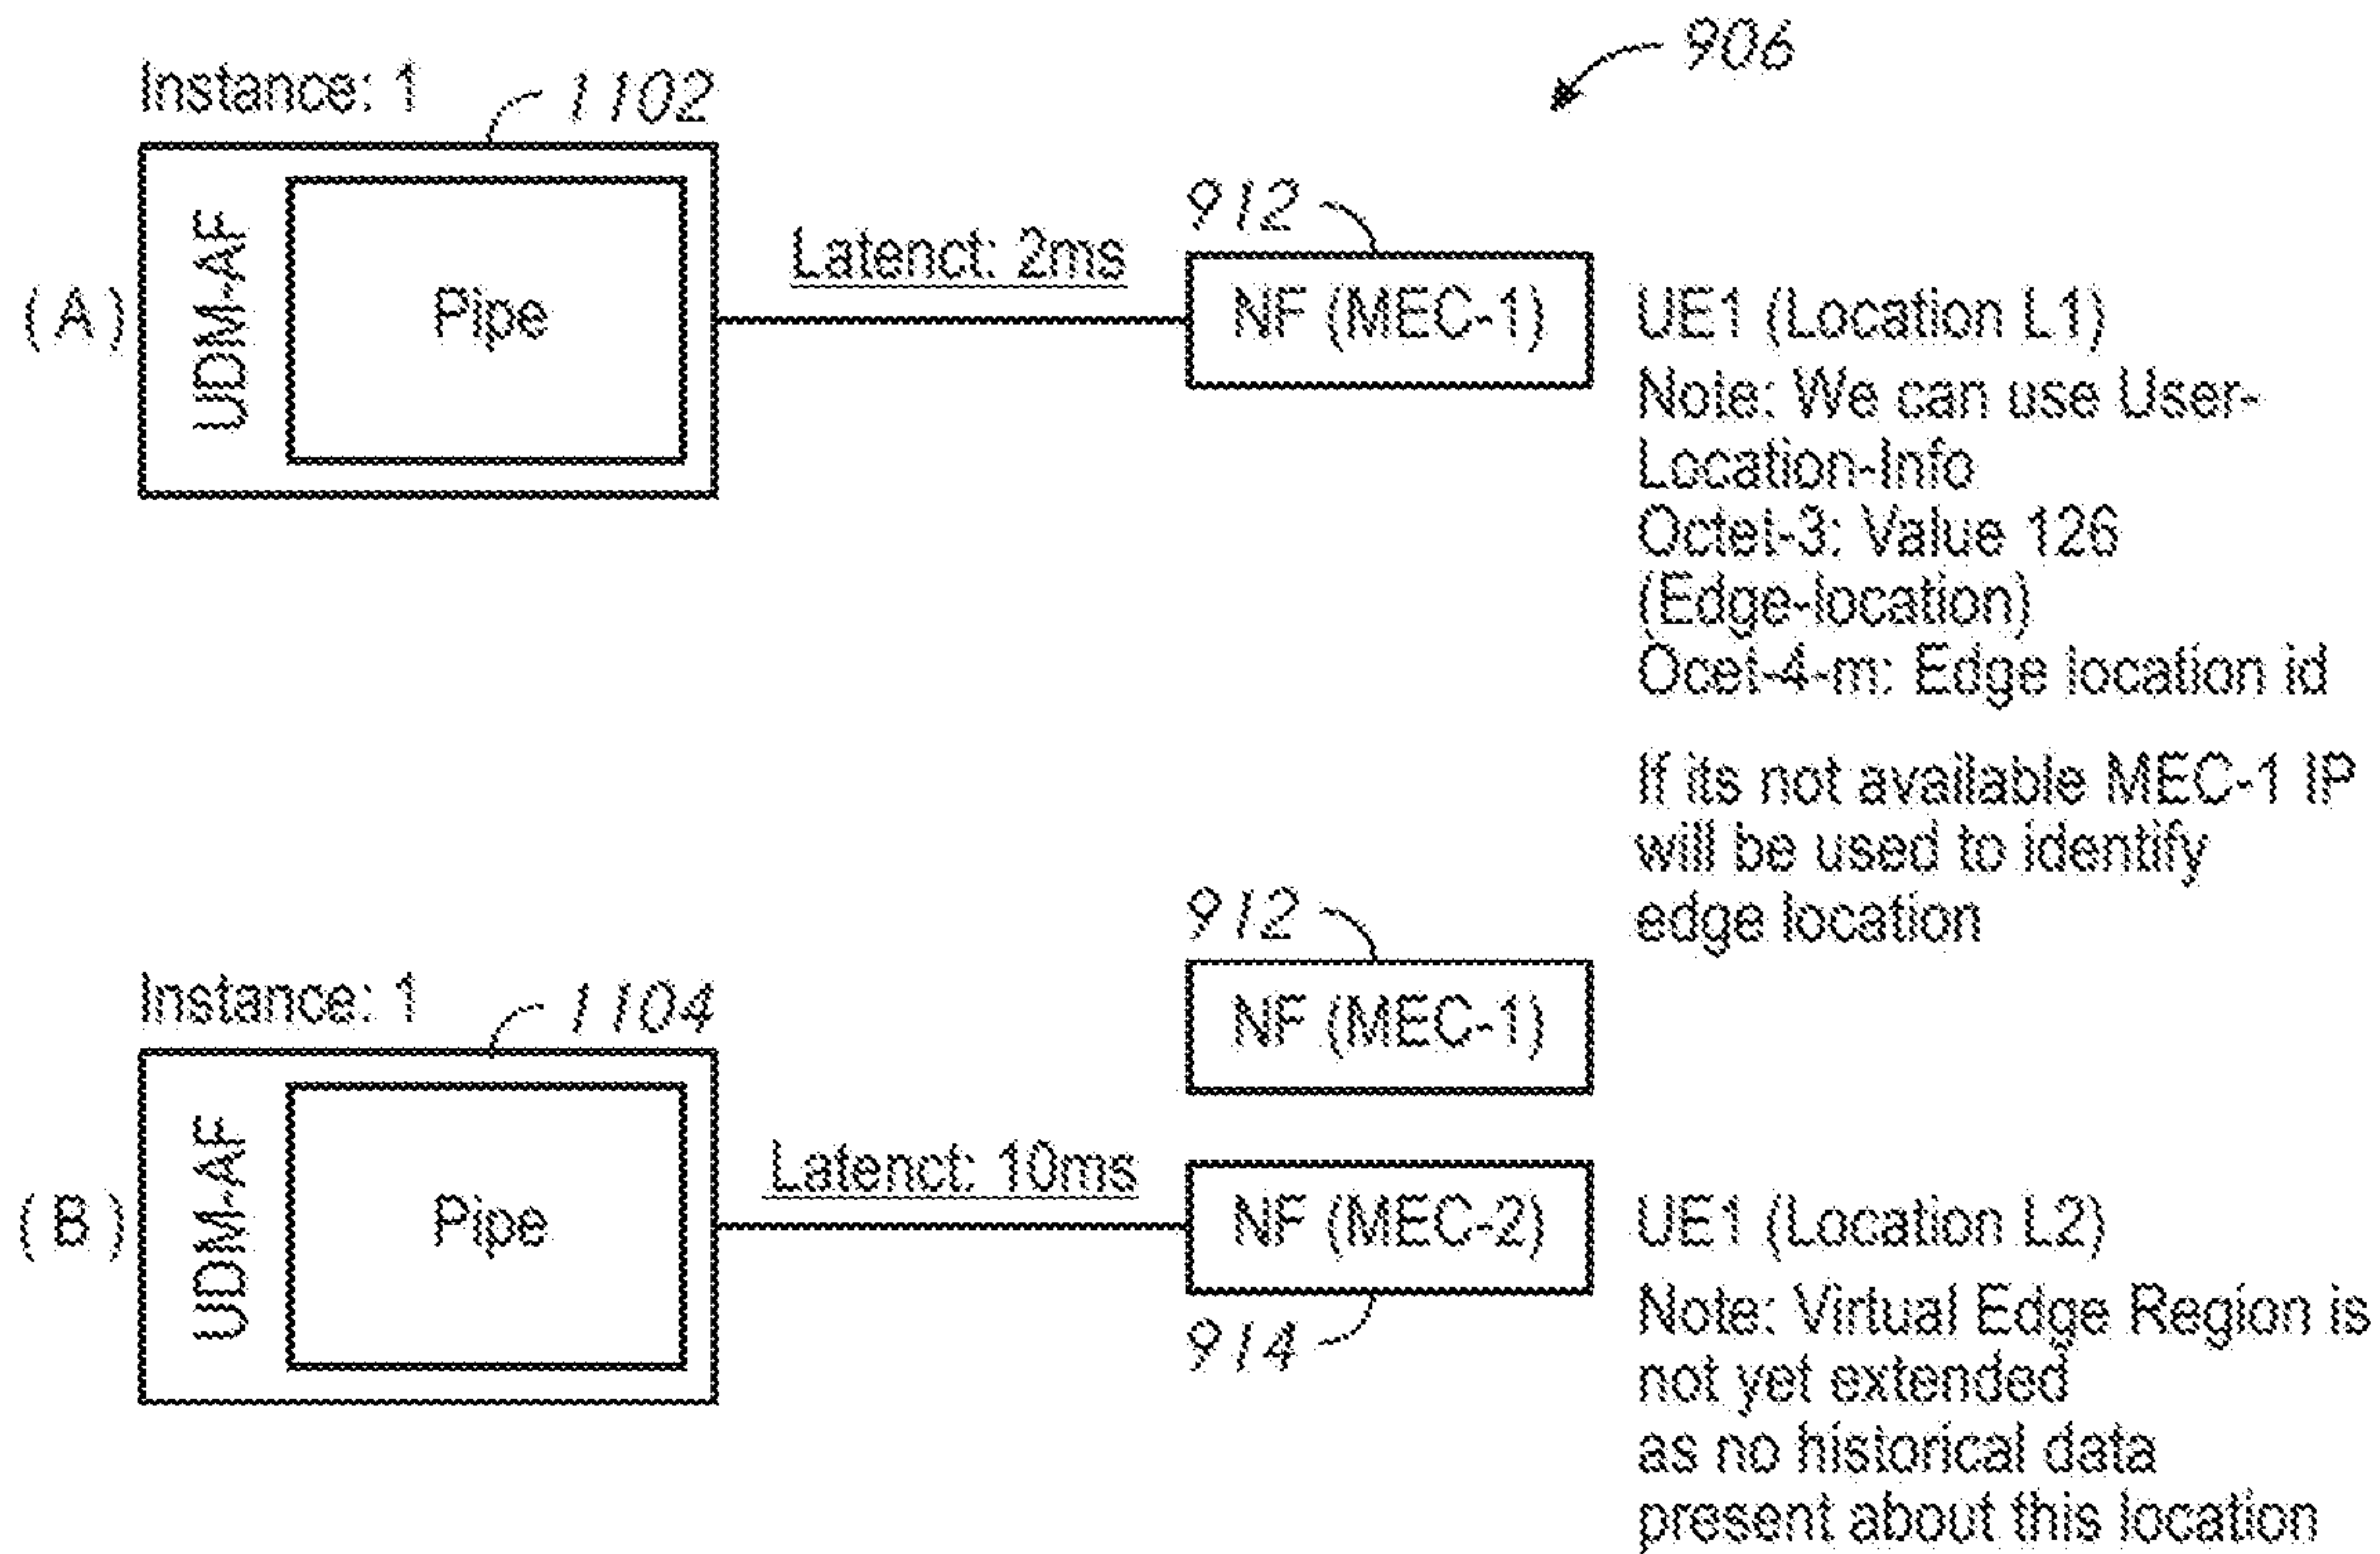 906
Instance: 1
1102
(A)
UDM-AF
Pipe
Latenct: 2ms
912
NF (MEC-1)
UE1 (Location L1)
Note: We can use User-
Location-Info
Octet-3: Value 126
(Edge-location)
Ocet-4-m: Edge location id
If its not available MEC-1 IP
will be used to identify
edge location
912
NF (MEC-1)
Instance: 1
1104
(B)
UDM-AF
Pipe
Latenct: 10ms
NF (MEC-2)
914
UE1 (Location L2)
Note: Virtual Edge Region is
not yet extended
as no historical data
present about this location